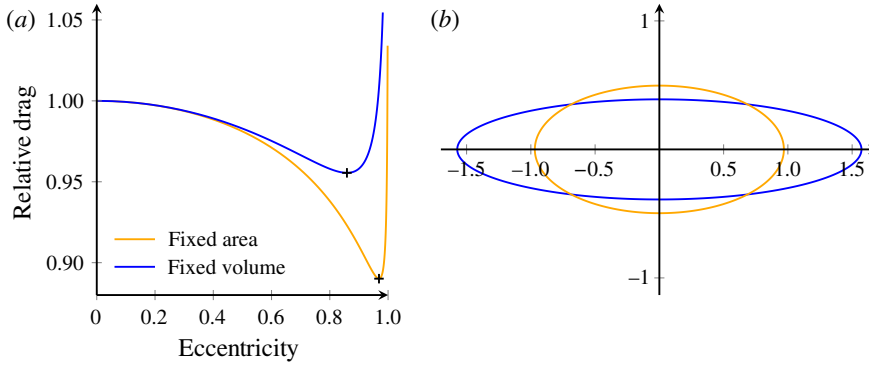 (a)
1.05
1.00
0.95
0.90
Relative drag
Fixed area
Fixed volume
0 0.2 0.4 0.6 0.8 1.0
Eccentricity
(b)
1
−1.5 −1.0 −0.5 0.5 1.0 1.5
−1